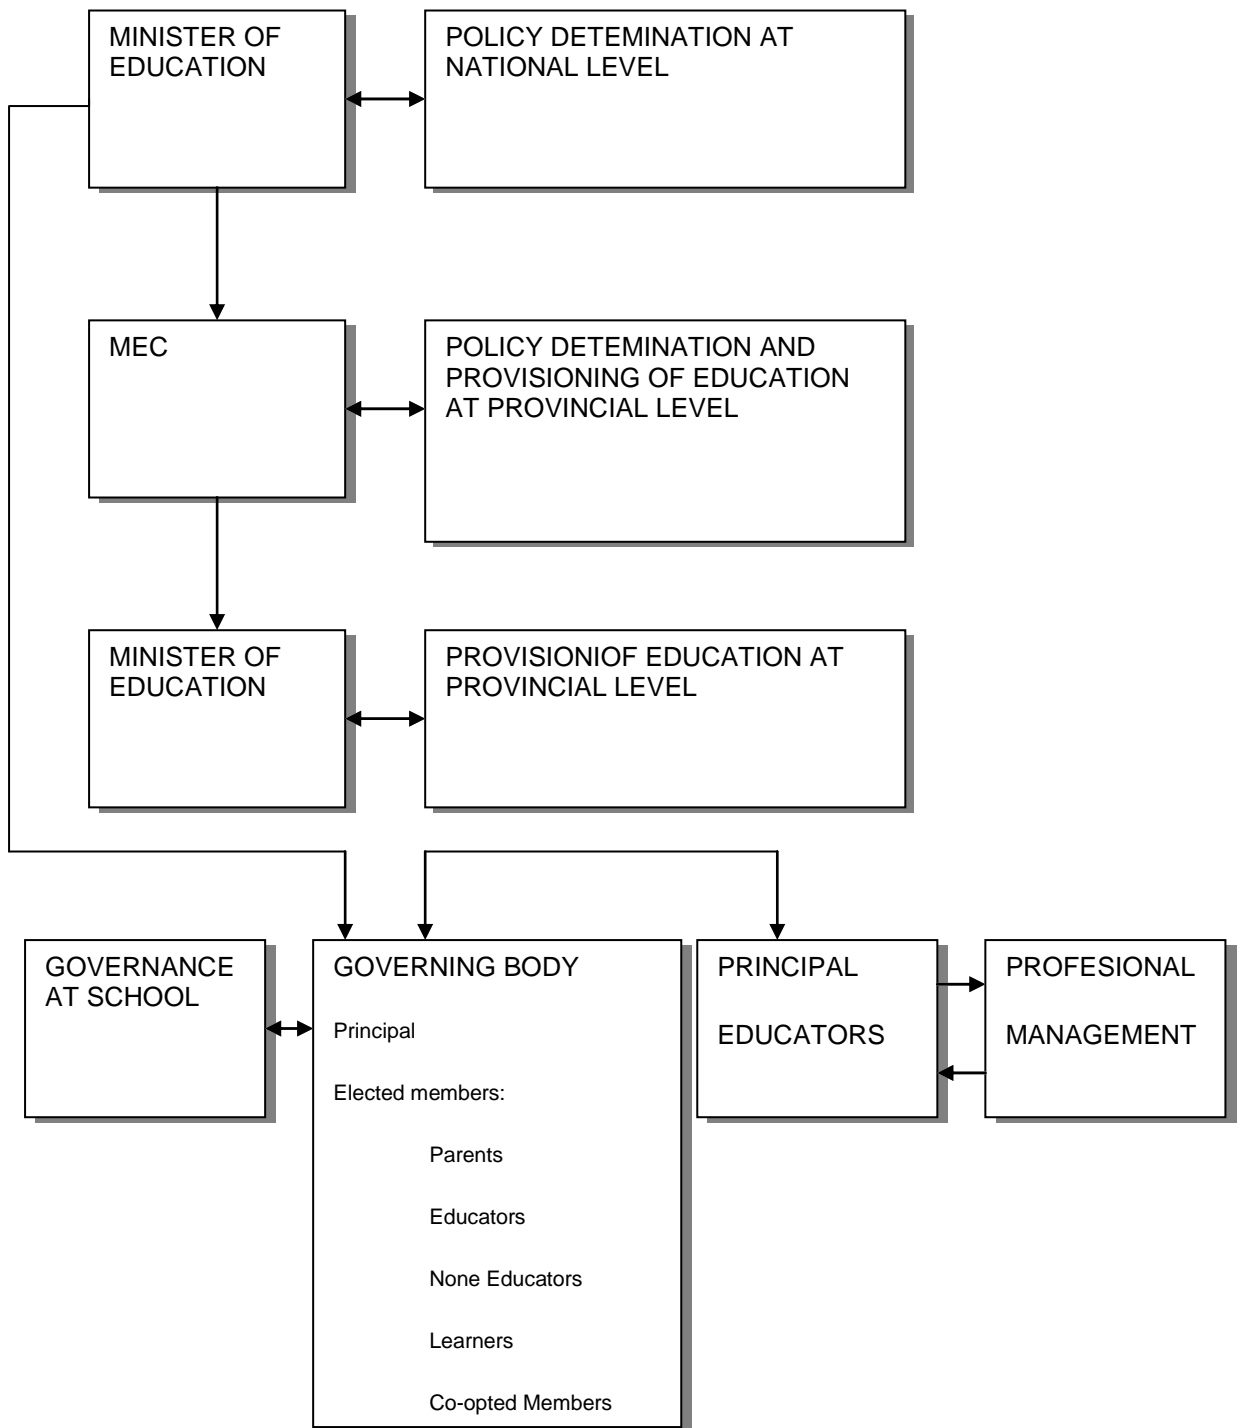 MINISTER OF
EDUCATION
POLICY DETEMINATION AT
NATIONAL LEVEL
MEC
POLICY DETEMINATION AND
PROVISIONING OF EDUCATION
AT PROVINCIAL LEVEL
MINISTER OF
EDUCATION
PROVISIONIOF EDUCATION AT
PROVINCIAL LEVEL
GOVERNANCE
AT SCHOOL
GOVERNING BODY
Principal
Elected members:
Parents
Educators
None Educators
Learners
Co-opted Members
PRINCIPAL
EDUCATORS
PROFESIONAL
MANAGEMENT